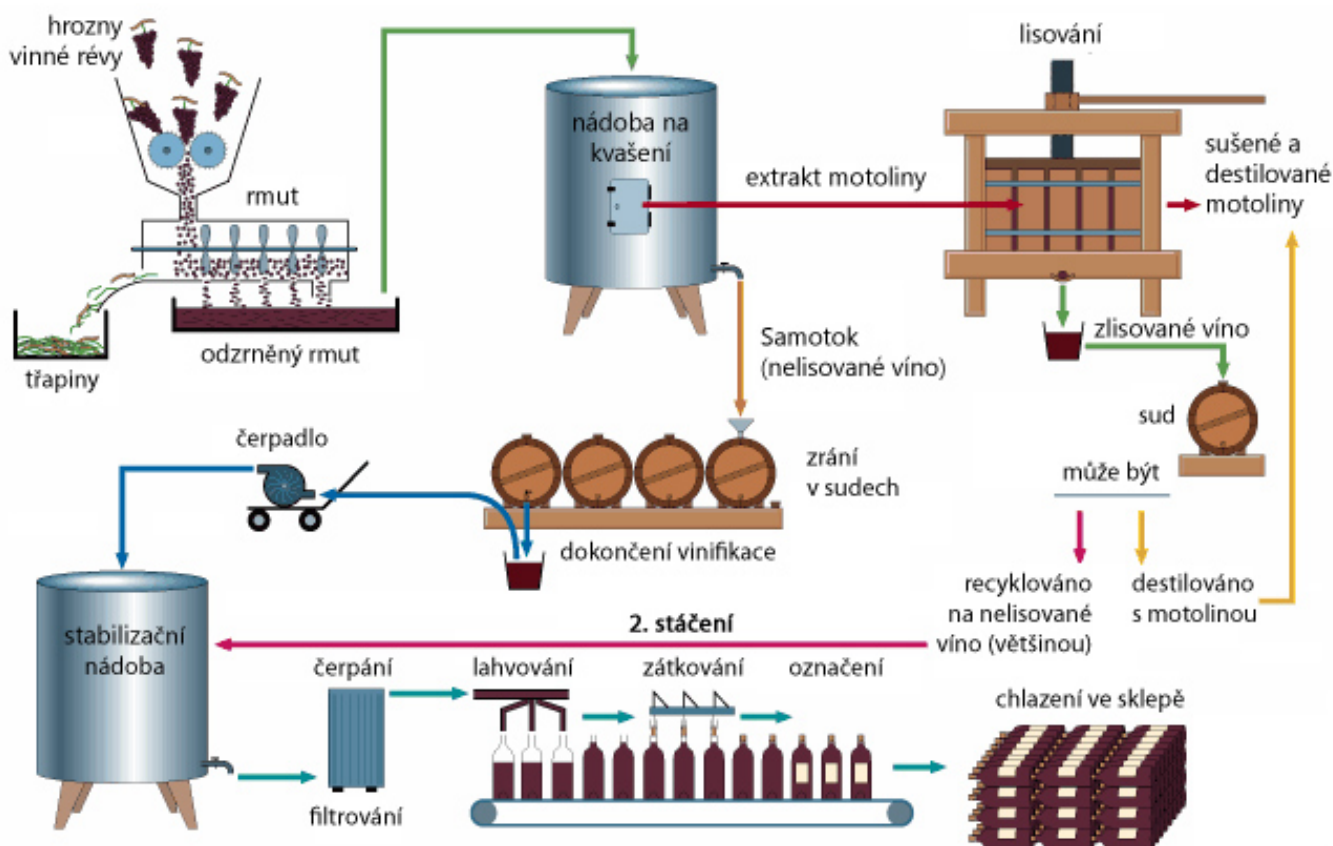 hrozny
vinné révy
rmut
třapiny
odzrněný rmut
nádoba na
kvašení
extrakt motoliny
lisování
sušené a
destilované
motoliny
Samotok
(nelisované víno)
zlisované víno
sud
může být
recyklováno
na nelisované
víno (většinou)
destilováno
s motolinou
zrání
v sudech
dokončení vinifikace
čerpadlo
stabilizační
nádoba
2. stáčení
čerpání
filtrování
lahvování
zátkování
označení
chlazení ve sklepě